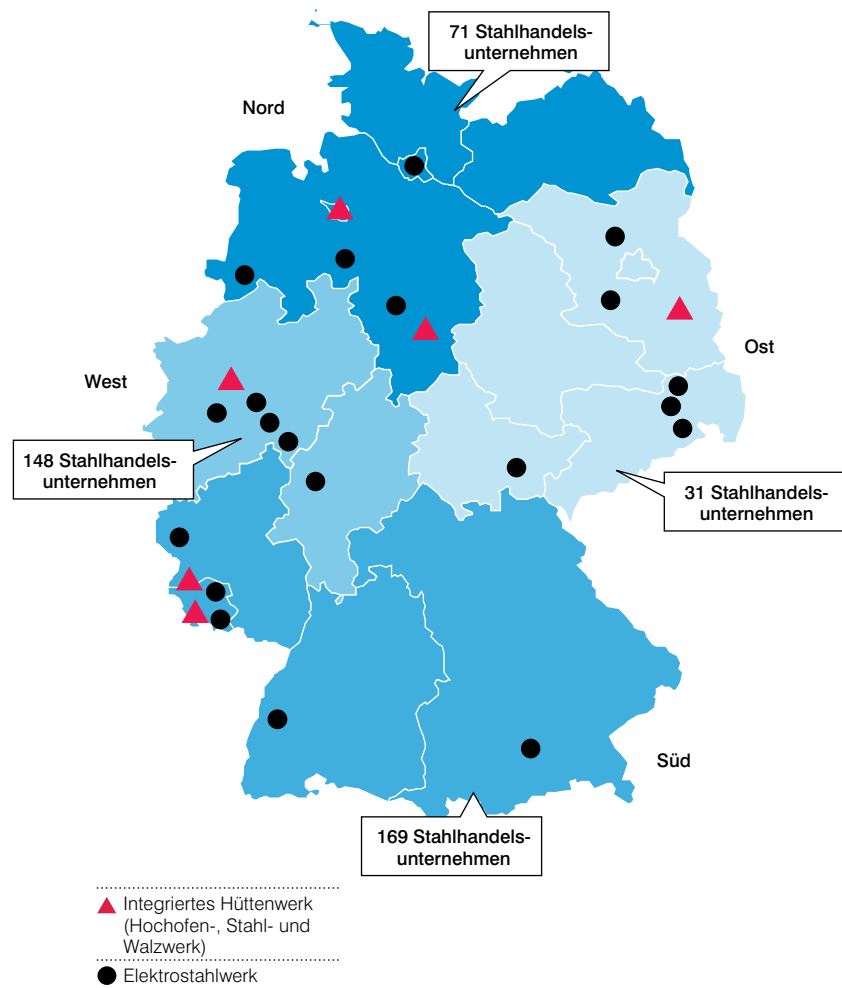 71 Stahlhandels-
unternehmen
Nord
Ost
West
148 Stahlhandels-
unternehmen
31 Stahlhandels-
unternehmen
Süd
169 Stahlhandels-
unternehmen
Integriertes Hüttenwerk
(Hochofen-, Stahl- und
Walzwerk)
Elektrostahlwerk